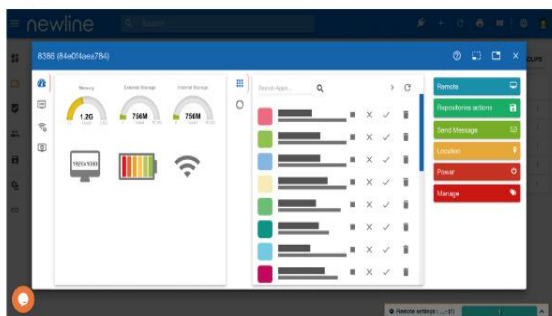 newline
Search
8386 (84e0f4aea784)
Memory
External Storage
Internal Storage
1.2G
756M
756M
1920x1080
Search Apps...
Remote
Repositories actions
Send Message
Location
Power
Manage
Remote settings : ...- (1)